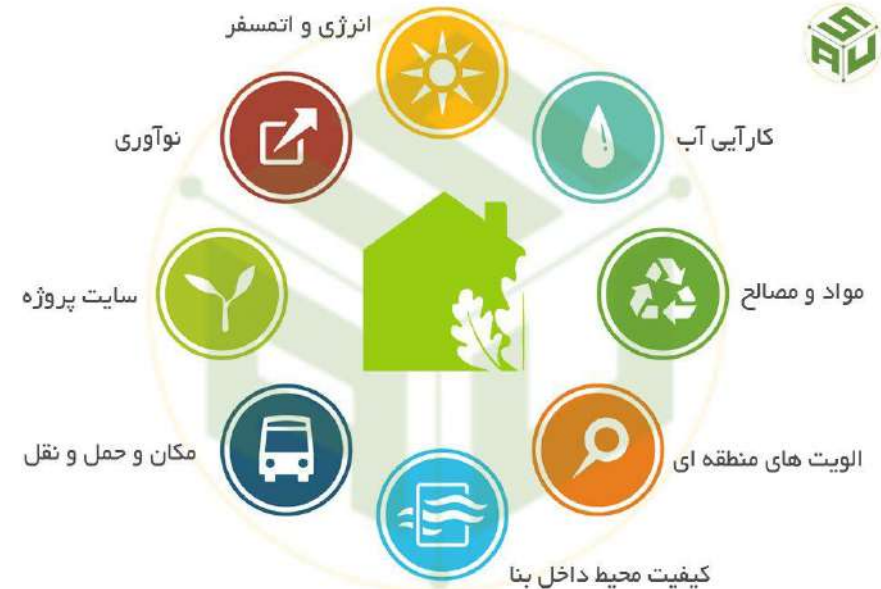 انرژی و اتمسفر
کارآیی آب
نوآوری
مواد و مصالح
سایت پروژه
الویت های منطقه ای
مکان و حمل و نقل
کیفیت محیط داخل بنا
SAU